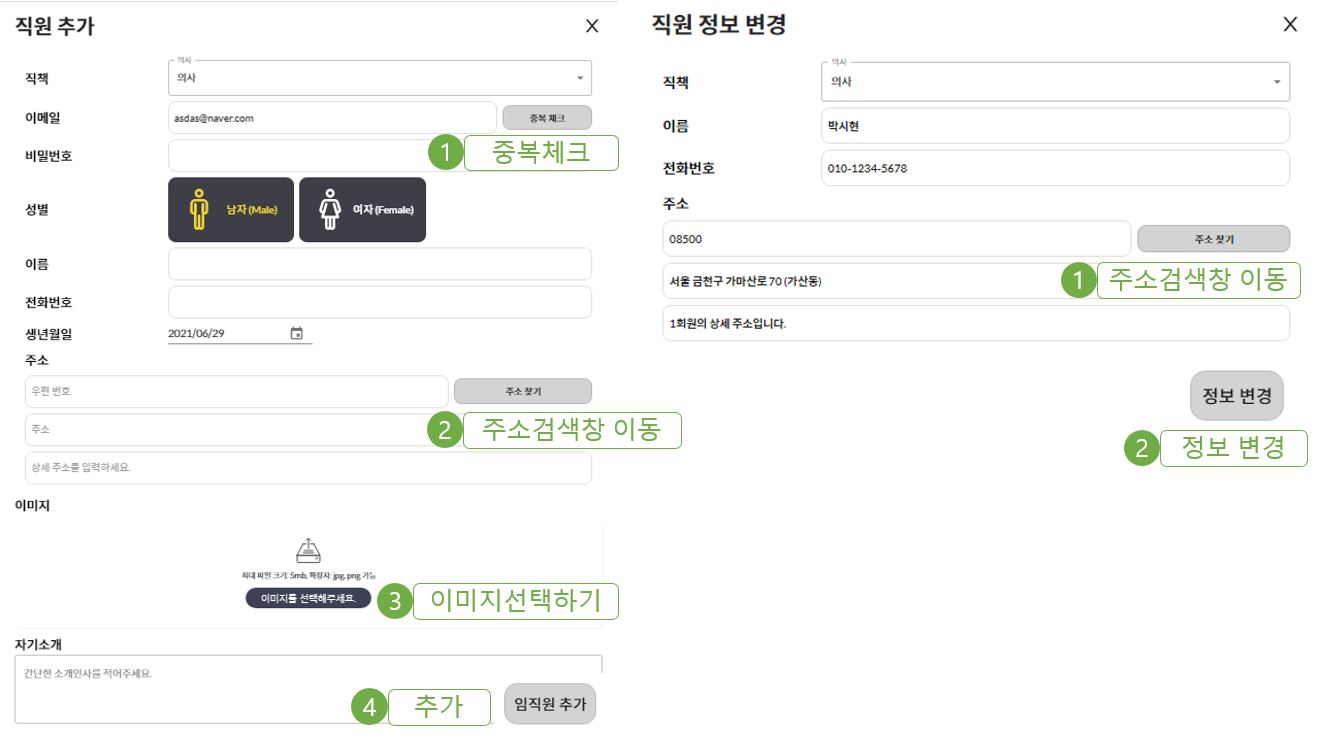 직원 추가
X
직책
의사
의사
이메일
asdas@naver.com
중복 체크
1 중복체크
비밀번호
성별
남자(Male)
여자(Female)
이름
전화번호
생년월일
2021/06/29
주소
우편 번호
주소 찾기
주소
2 주소검색창 이동
상세 주소를 입력하세요.
이미지
최대 파일 크기: 5mb, 확장자: jpg, png 가능
이미지를 선택해주세요.
3 이미지선택하기
자기소개
간단한 소개인사를 적어주세요.
4 추가
임직원 추가
직원 정보 변경
X
직책
의사
의사
이름
박시현
전화번호
010-1234-5678
주소
08500
주소 찾기
서울 금천구 가마산로 70 (가산동)
1 주소검색창 이동
1회원의 상세 주소입니다.
정보 변경
2 정보 변경